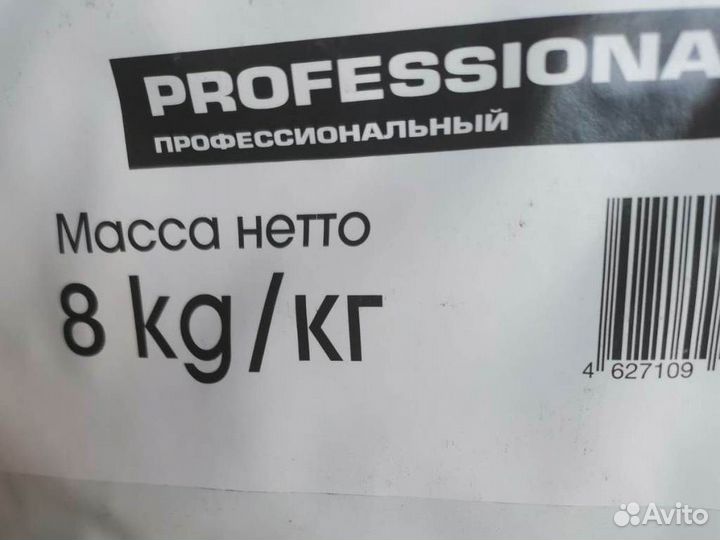 PROFESSIONA
ПРОФЕССИОНАЛЬНЫЙ
Масса нетто
8 kg/кг
4 627109
Avito